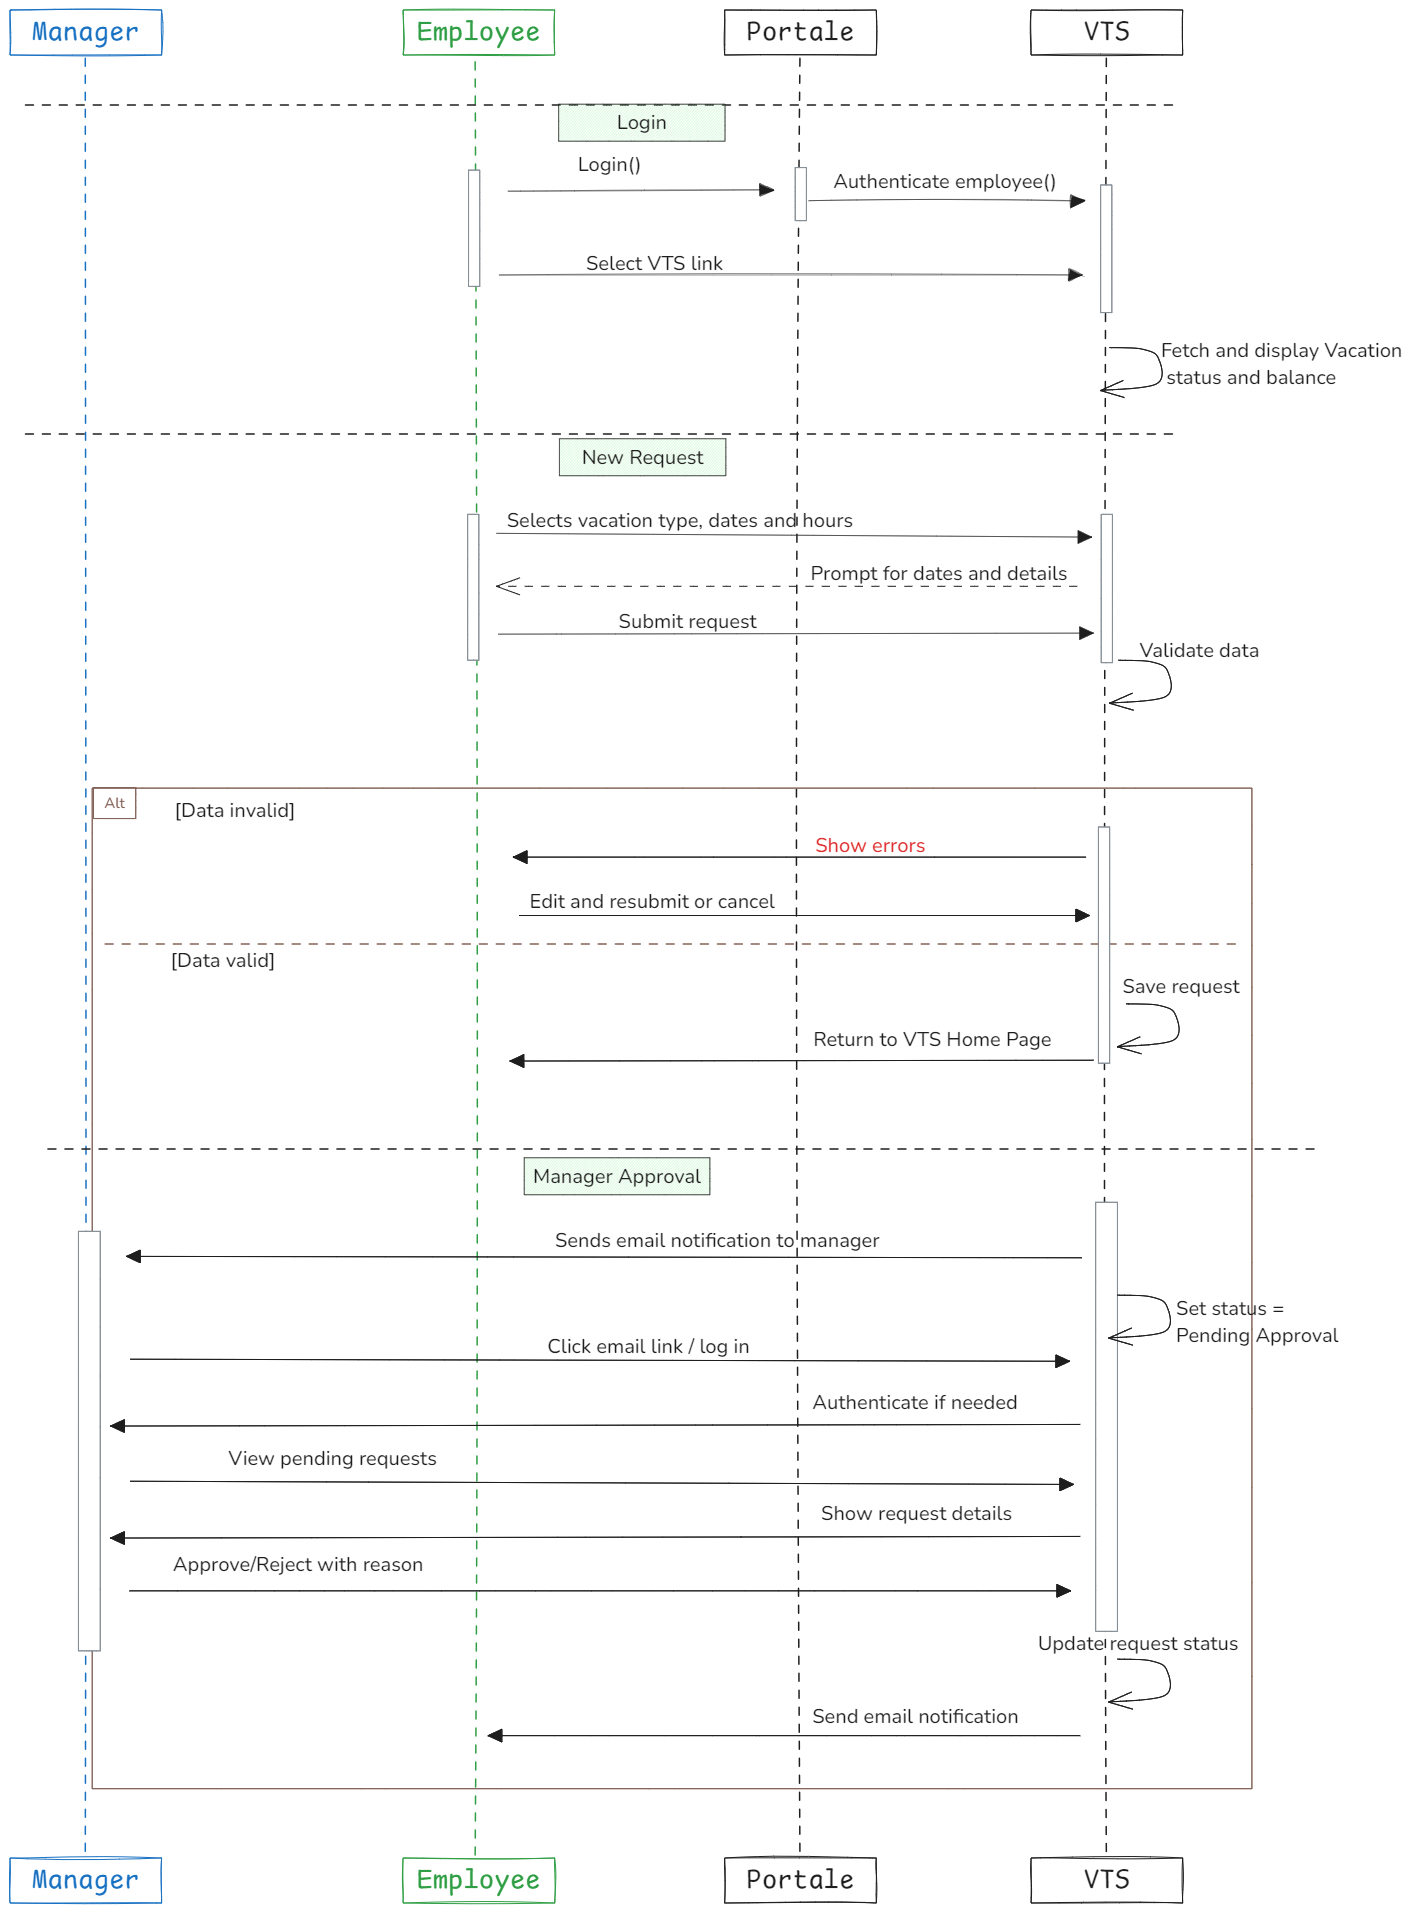 Manager
Employee
Portale
VTS
Login
Login()
Authenticate employee()
Select VTS link
Fetch and display Vacation
status and balance
New Request
Selects vacation type, dates and hours
Prompt for dates and details
Submit request
Validate data
Alt
[Data invalid]
Show errors
Edit and resubmit or cancel
[Data valid]
Save request
Return to VTS Home Page
Manager Approval
Sends email notification to manager
Set status =
Pending Approval
Click email link / log in
Authenticate if needed
View pending requests
Show request details
Approve/Reject with reason
Update request status
Send email notification
Manager
Employee
Portale
VTS